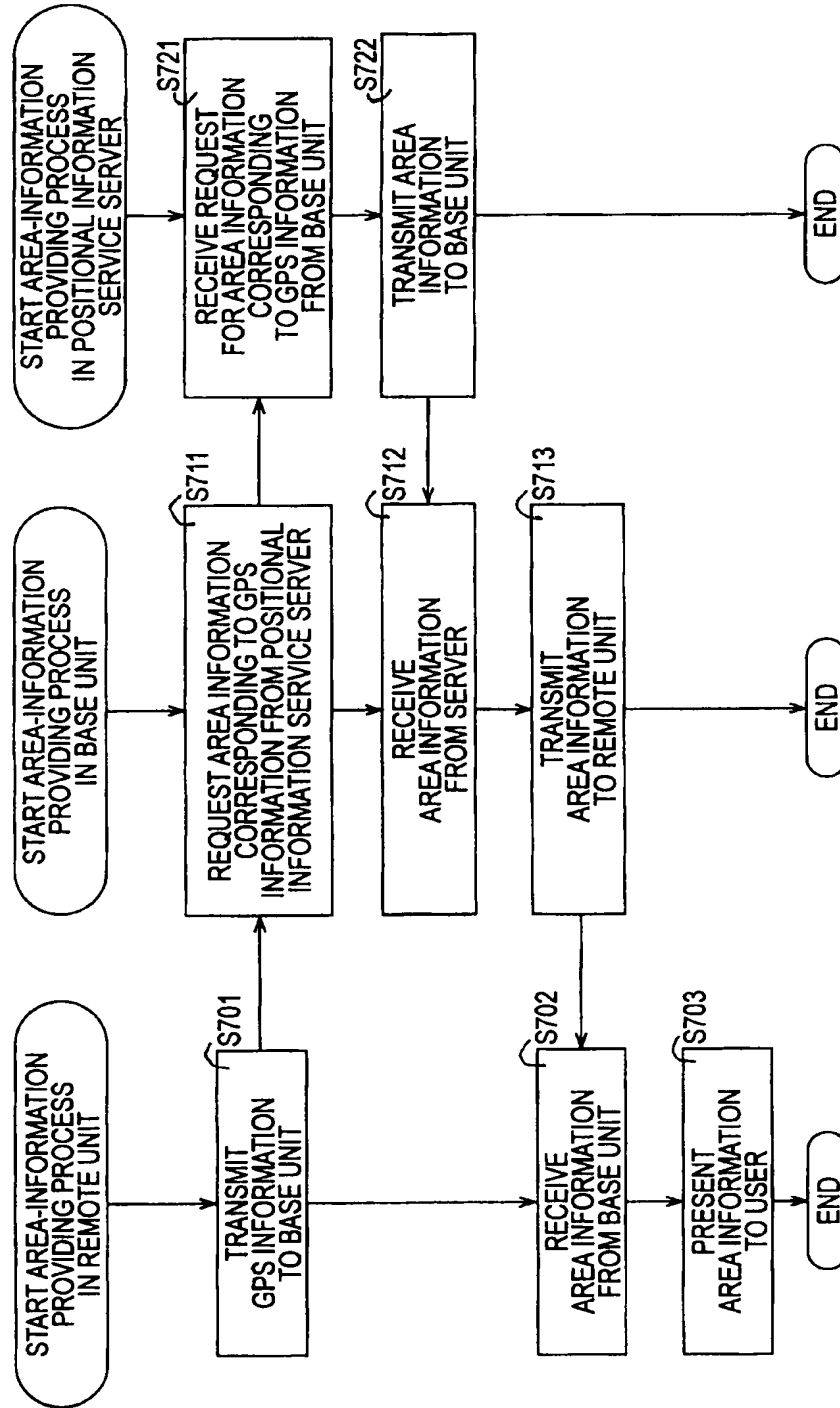 START AREA-INFORMATION
PROVIDING PROCESS
IN REMOTE UNIT
S701
TRANSMIT
GPS INFORMATION
TO BASE UNIT
S702
RECEIVE
AREA INFORMATION
FROM BASE UNIT
S703
PRESENT
AREA INFORMATION
TO USER
END
START AREA-INFORMATION
PROVIDING PROCESS
IN BASE UNIT
S711
REQUEST AREA INFORMATION
CORRESPONDING TO GPS
INFORMATION FROM POSITIONAL
INFORMATION SERVICE SERVER
S712
RECEIVE
AREA INFORMATION
FROM SERVER
S713
TRANSMIT
AREA INFORMATION
TO REMOTE UNIT
END
START AREA-INFORMATION
PROVIDING PROCESS
IN POSITIONAL INFORMATION
SERVICE SERVER
S721
RECEIVE REQUEST
FOR AREA INFORMATION
CORRESPONDING
TO GPS INFORMATION
FROM BASE UNIT
S722
TRANSMIT AREA
INFORMATION
TO BASE UNIT
END